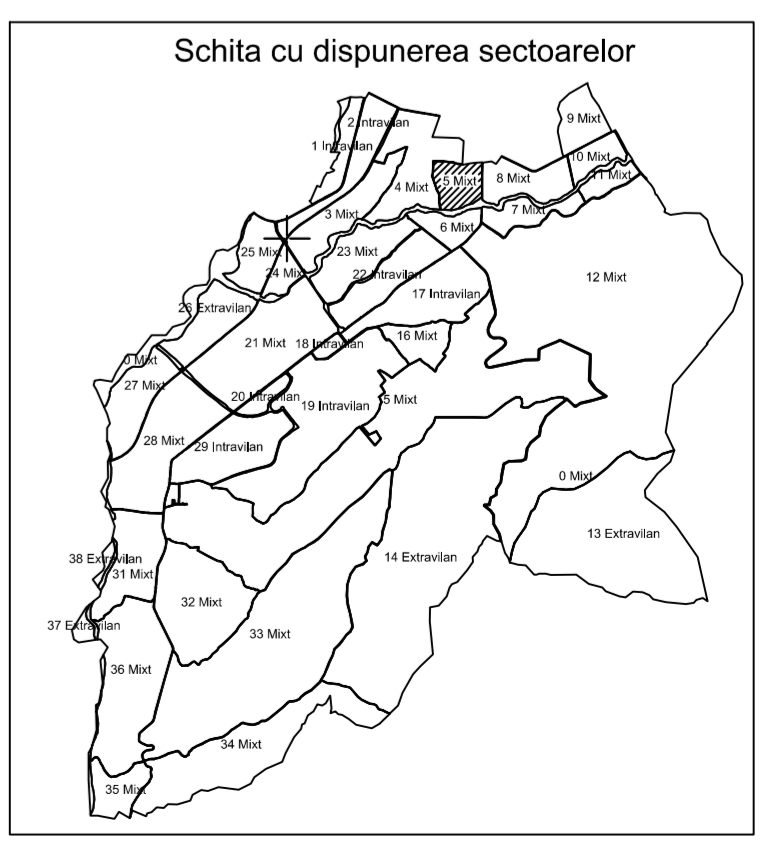 Schita cu dispunerea sectoarelor
9 Mixt
2 Intravilan
1 Intravilan
10 Mixt
11 Mixt
8 Mixt
5 Mixt
4 Mixt
3 Mixt
7 Mixt
6 Mixt
25 Mixt
23 Mixt
24 Mixt
22 Intravilan
12 Mixt
17 Intravilan
26 Extravilan
16 Mixt
21 Mixt
18 Intravilan
0 Mixt
27 Mixt
20 Intravilan
19 Intravilan
5 Mixt
28 Mixt
29 Intravilan
0 Mixt
13 Extravilan
14 Extravilan
38 Extravilan
31 Mixt
32 Mixt
37 Extravilan
33 Mixt
36 Mixt
34 Mixt
35 Mixt